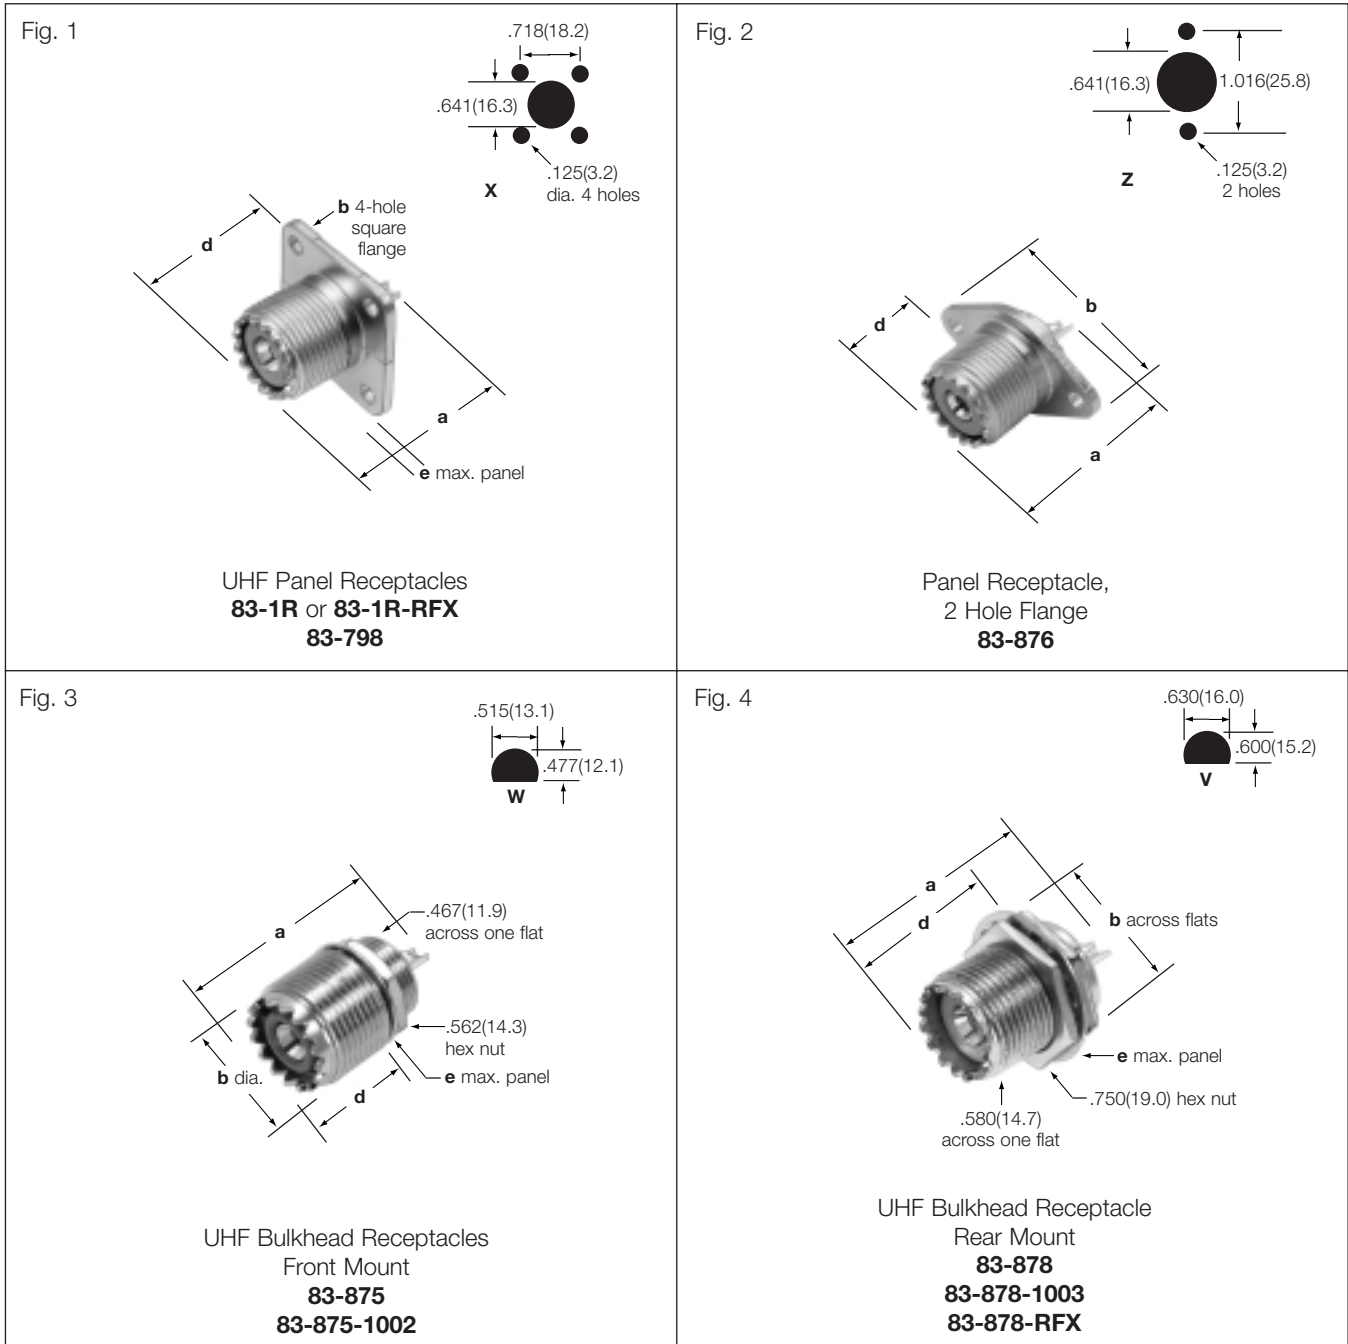 Fig. 1
.718(18.2)
.641(16.3)
.125(3.2)
dia. 4 holes
X
b 4-hole
square
flange
d
a
e max. panel
UHF Panel Receptacles
83-1R or 83-1R-RFX
83-798
Fig. 2
.641(16.3)
1.016(25.8)
.125(3.2)
2 holes
Z
b
d
a
Panel Receptacle,
2 Hole Flange
83-876
Fig. 3
.515(13.1)
.477(12.1)
W
a
.467(11.9)
across one flat
.562(14.3)
hex nut
b dia.
e max. panel
d
UHF Bulkhead Receptacles
Front Mount
83-875
83-875-1002
Fig. 4
.630(16.0)
.600(15.2)
V
a
d
b across flats
e max. panel
.750(19.0) hex nut
.580(14.7)
across one flat
UHF Bulkhead Receptacle
Rear Mount
83-878
83-878-1003
83-878-RFX